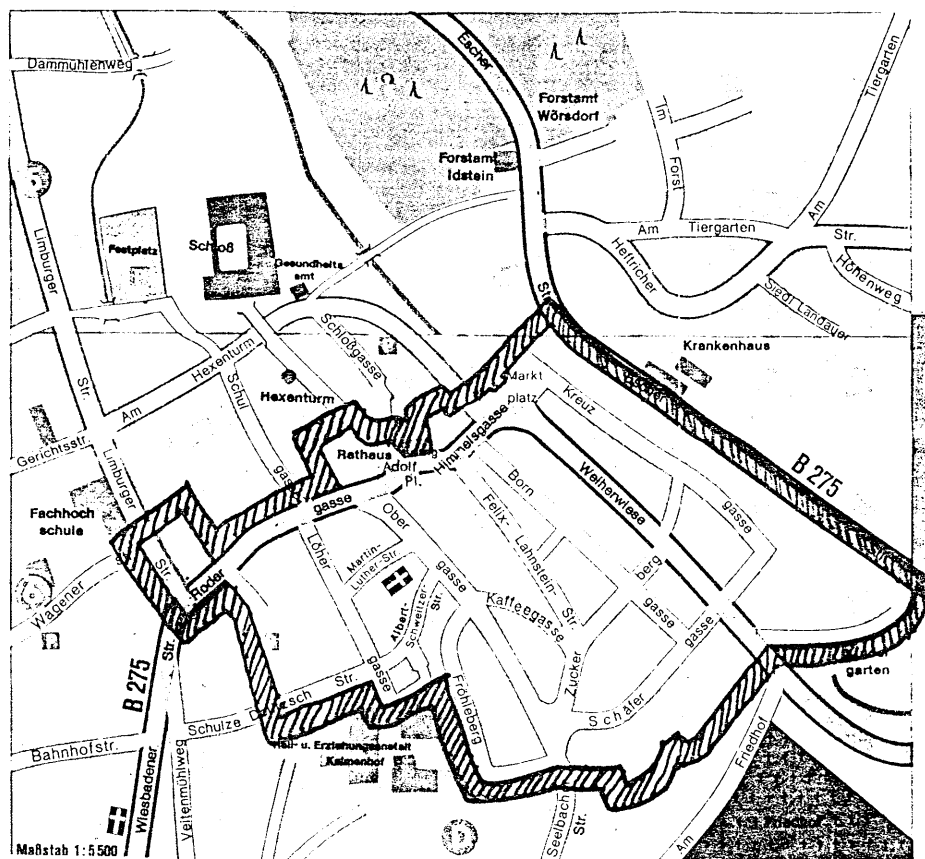 Dammühlenweg
Escher
Forstamt
Wörsdorf
Forstamt
Idstein
Im
Forst
Am
Tiergarten
Am
Tiergarten
Str.
Höhenweg
Heftricher
Siedl Landauer
Limburger
Str.
Festplatz
Schloß
Gesundheits
amt
Schloßgasse
Str.
Krankenhaus
Am
Hexenturm
Schul
gasse
Hexenturm
Markt
platz
Kreuz
gasse
B 275
Gerichtsstr.
Limburger
Str.
Rathaus
Adolf
Pl.
Himmelsgasse
Weiherwiese
Fachhoch
schule
Wagener
Roder
gasse
Löher
gasse
Ober
gasse
Martin-
Luther-Str.
Albert-
Schweitzer
Str.
Born
gasse
Felix-
Lahnstein-
Str.
Kaffeegasse
Zucker
berg
Schäfer
gasse
Fröhleberg
garten
B 275
Str.
Wiesbadener
Bahnhofstr.
Schulze
Str.
Veitenmühlweg
u. Erziehungsanstalt
Kalmenhof
Seelbach
Str.
Am
Friedhof
Maßstab 1:5500